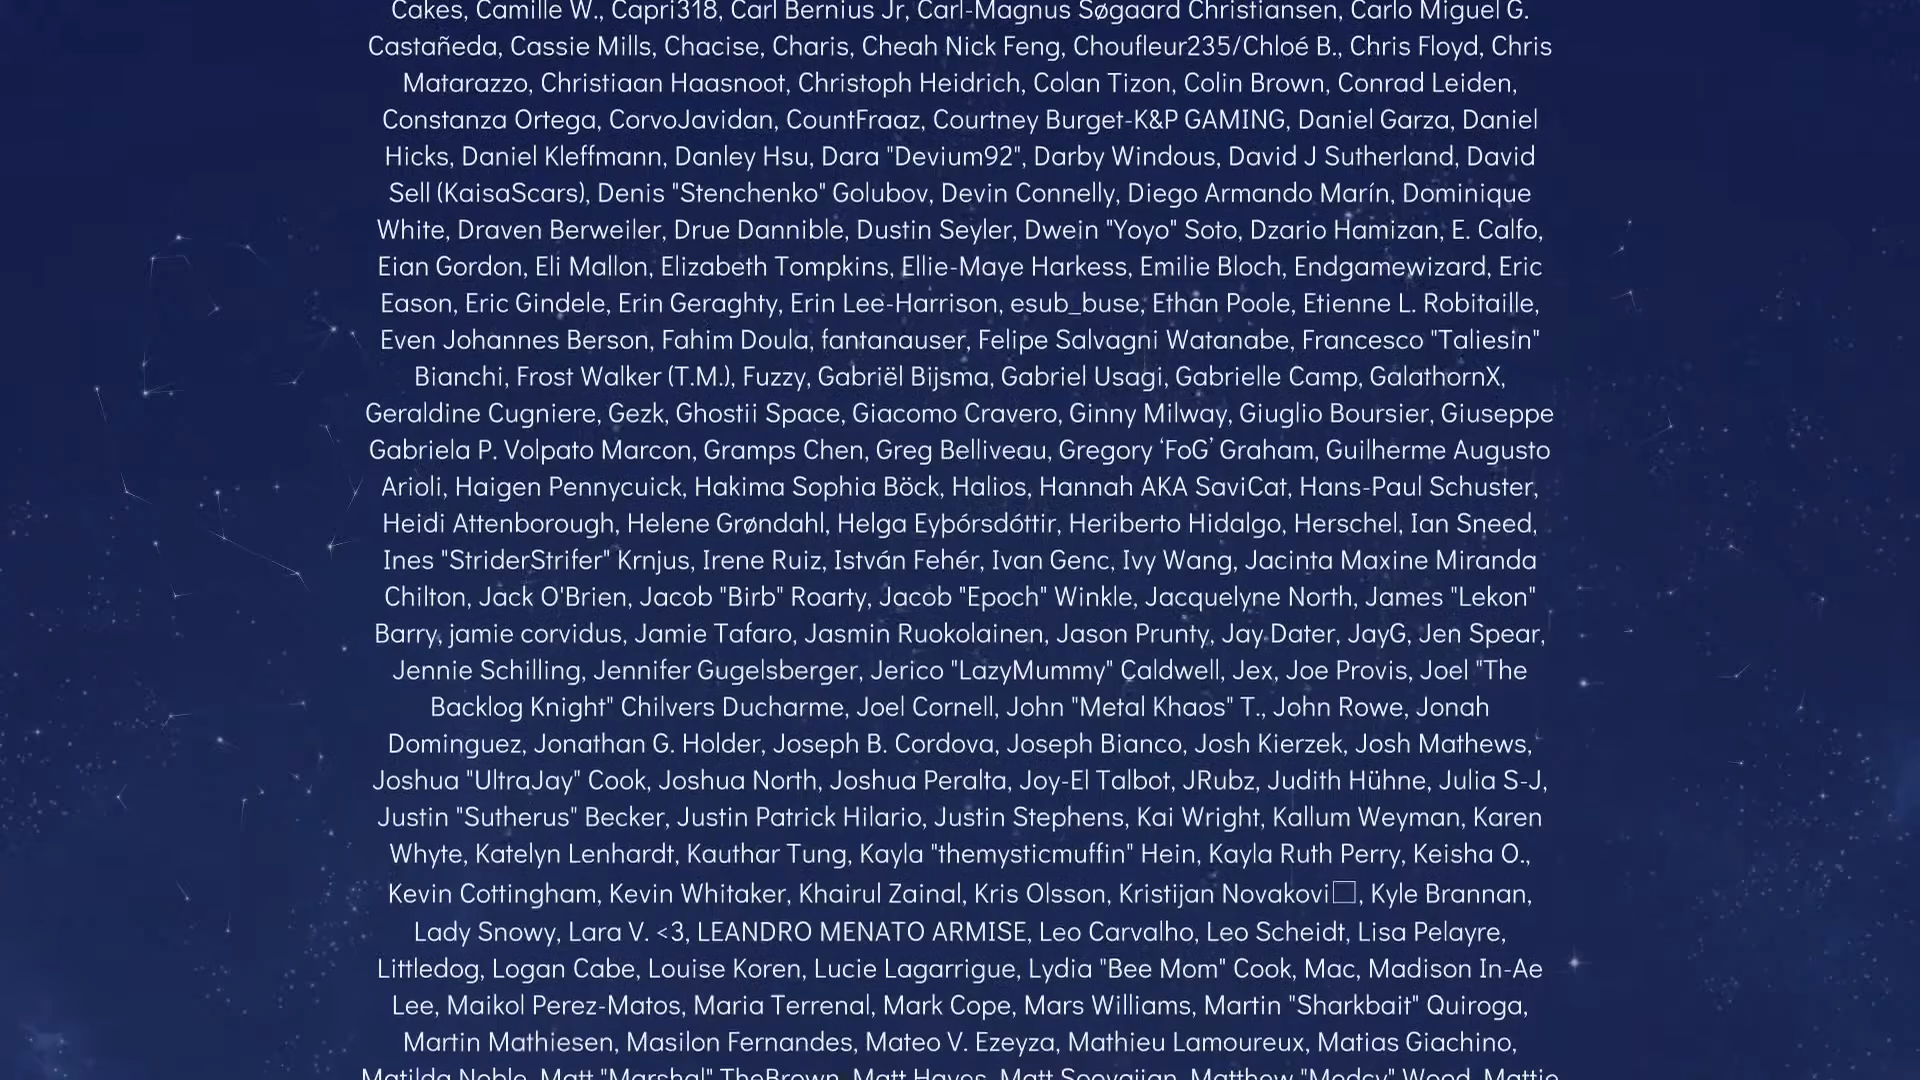 Cakes, Camille W., Capri318, Carl Bernius Jr, Carl-Magnus Søgaard Christiansen, Carlo Miguel G.
Castañeda, Cassie Mills, Chacise, Charis, Cheah Nick Feng, Choufleur235/Chloé B., Chris Floyd, Chris
Matarazzo, Christiaan Haasnoot, Christoph Heidrich, Colan Tizon, Colin Brown, Conrad Leiden,
Constanza Ortega, CorvoJavidan, CountFraaz, Courtney Burget-K&P GAMING, Daniel Garza, Daniel
Hicks, Daniel Kleffmann, Danley Hsu, Dara "Devium92", Darby Windous, David J Sutherland, David
Sell (KaisaScars), Denis "Stenchenko" Golubov, Devin Connelly, Diego Armando Marín, Dominique
White, Draven Berweiler, Drue Dannible, Dustin Seyler, Dwein "Yoyo" Soto, Dzario Hamizan, E. Calfo,
Eian Gordon, Eli Mallon, Elizabeth Tompkins, Ellie-Maye Harkess, Emilie Bloch, Endgamewizard, Eric
Eason, Eric Gindele, Erin Geraghty, Erin Lee-Harrison, esub_buse, Ethan Poole, Etienne L. Robitaille,
Even Johannes Berson, Fahim Doula, fantanauser, Felipe Salvagni Watanabe, Francesco "Taliesin"
Bianchi, Frost Walker (T.M.), Fuzzy, Gabriël Bijsma, Gabriel Usagi, Gabrielle Camp, GalathornX,
Geraldine Cugniere, Gezk, Ghostii Space, Giacomo Cravero, Ginny Milway, Giuglio Boursier, Giuseppe
Gabriela P. Volpato Marcon, Gramps Chen, Greg Belliveau, Gregory ‘FoG’ Graham, Guilherme Augusto
Arioli, Haigen Pennycuick, Hakima Sophia Böck, Halios, Hannah AKA SaviCat, Hans-Paul Schuster,
Heidi Attenborough, Helene Grøndahl, Helga Eyþórsdóttir, Heriberto Hidalgo, Herschel, Ian Sneed,
Ines "StriderStrifer" Krnjus, Irene Ruiz, István Fehér, Ivan Genc, Ivy Wang, Jacinta Maxine Miranda
Chilton, Jack O'Brien, Jacob "Birb" Roarty, Jacob "Epoch" Winkle, Jacquelyne North, James "Lekon"
Barry, jamie corvidus, Jamie Tafaro, Jasmin Ruokolainen, Jason Prunty, Jay Dater, JayG, Jen Spear,
Jennie Schilling, Jennifer Gugelsberger, Jerico "LazyMummy" Caldwell, Jex, Joe Provis, Joel "The
Backlog Knight" Chilvers Ducharme, Joel Cornell, John "Metal Khaos" T., John Rowe, Jonah
Dominguez, Jonathan G. Holder, Joseph B. Cordova, Joseph Bianco, Josh Kierzek, Josh Mathews,
Joshua "UltraJay" Cook, Joshua North, Joshua Peralta, Joy-El Talbot, JRubz, Judith Hühne, Julia S-J,
Justin "Sutherus" Becker, Justin Patrick Hilario, Justin Stephens, Kai Wright, Kallum Weyman, Karen
Whyte, Katelyn Lenhardt, Kauthar Tung, Kayla "themysticmuffin" Hein, Kayla Ruth Perry, Keisha O.,
Kevin Cottingham, Kevin Whitaker, Khairul Zainal, Kris Olsson, Kristijan Novakovi□, Kyle Brannan,
Lady Snowy, Lara V. <3, LEANDRO MENATO ARMISE, Leo Carvalho, Leo Scheidt, Lisa Pelayre,
Littledog, Logan Cabe, Louise Koren, Lucie Lagarrigue, Lydia "Bee Mom" Cook, Mac, Madison In-Ae
Lee, Maikol Perez-Matos, Maria Terrenal, Mark Cope, Mars Williams, Martin "Sharkbait" Quiroga,
Martin Mathiesen, Masilon Fernandes, Mateo V. Ezeyza, Mathieu Lamoureux, Matias Giachino,
Matilda Noble, Matt "Marshal" TheBrown, Matt Hayes, Matt Matthew Wood, Mattie